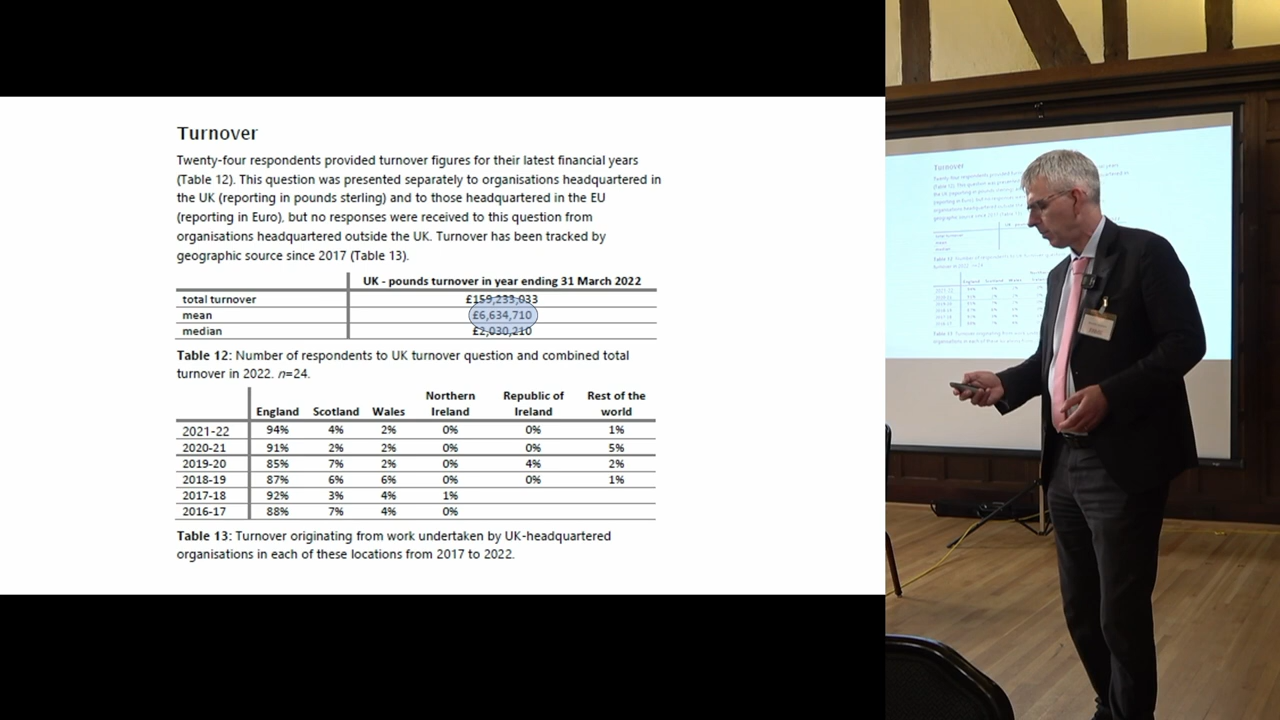 Turnover
Twenty-four respondents provided turnover figures for their latest financial years
(Table 12). This question was presented separately to organisations headquartered in
the UK (reporting in pounds sterling) and to those headquartered in the EU
(reporting in Euro), but no responses were received to this question from
organisations headquartered outside the UK. Turnover has been tracked by
geographic source since 2017 (Table 13).
UK - pounds turnover in year ending 31 March 2022
total turnover £159,233,033
mean £6,634,710
median £2,030,210
Table 12: Number of respondents to UK turnover question and combined total
turnover in 2022. n=24.
England Scotland Wales Northern Ireland Republic of Ireland Rest of the world
2021-22 94% 4% 2% 0% 0% 1%
2020-21 91% 2% 2% 0% 0% 5%
2019-20 85% 7% 2% 0% 4% 2%
2018-19 87% 6% 6% 0% 0% 1%
2017-18 92% 3% 4% 1%
2016-17 88% 7% 4% 0%
Table 13: Turnover originating from work undertaken by UK-headquartered
organisations in each of these locations from 2017 to 2022.